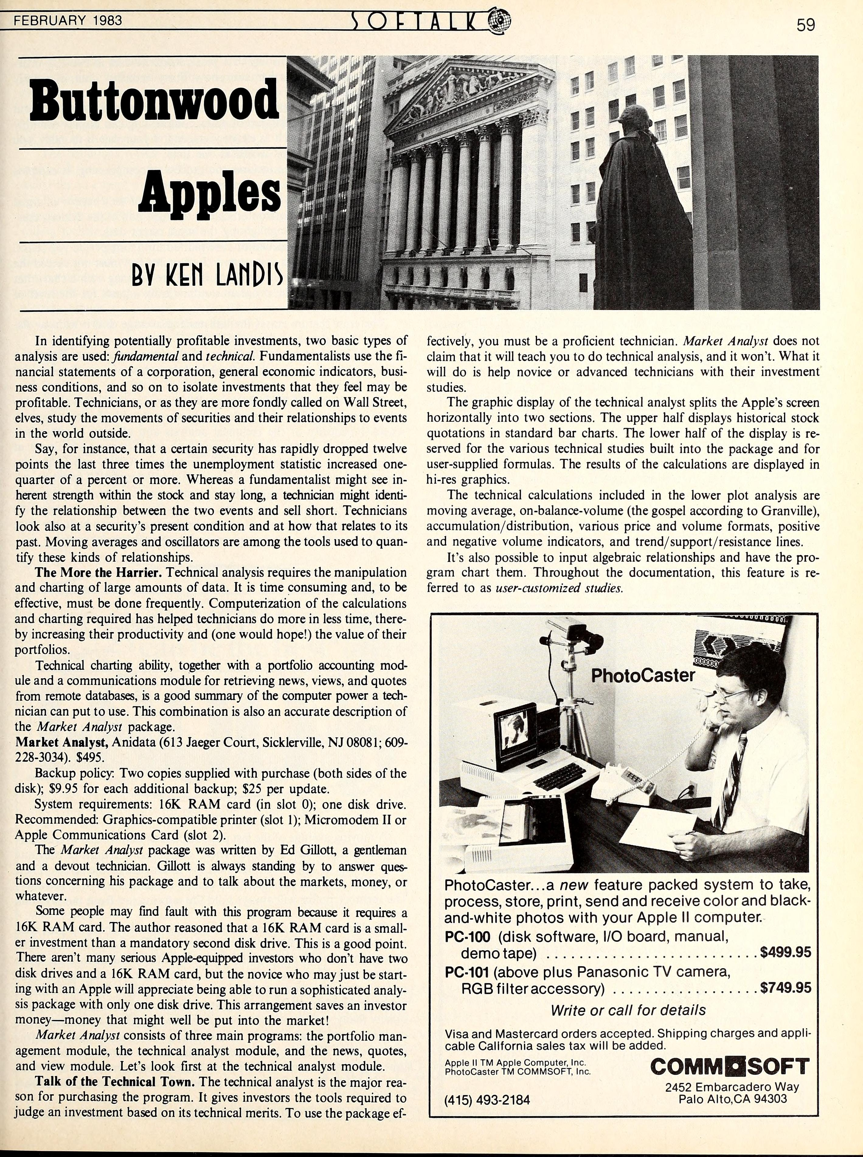 FEBRUARY 1983
SOFTALK
59
Buttonwood
Apples
BY KEN LANDIS
In identifying potentially profitable investments, two basic types of
analysis are used: fundamental and technical. Fundamentalists use the fi-
nancial statements of a corporation, general economic indicators, busi-
ness conditions, and so on to isolate investments that they feel may be
profitable. Technicians, or as they are more fondly called on Wall Street,
elves, study the movements of securities and their relationships to events
in the world outside.
Say, for instance, that a certain security has rapidly dropped twelve
points the last three times the unemployment statistic increased one-
quarter of a percent or more. Whereas a fundamentalist might see in-
herent strength within the stock and stay long, a technician might identi-
fy the relationship between the two events and sell short. Technicians
look also at a security's present condition and at how that relates to its
past. Moving averages and oscillators are among the tools used to quan-
tify these kinds of relationships.
The More the Harrier. Technical analysis requires the manipulation
and charting of large amounts of data. It is time consuming and, to be
effective, must be done frequently. Computerization of the calculations
and charting required has helped technicians do more in less time, there-
by increasing their productivity and (one would hope!) the value of their
portfolios.
Technical charting ability, together with a portfolio accounting mod-
ule and a communications module for retrieving news, views, and quotes
from remote databases, is a good summary of the computer power a tech-
nician can put to use. This combination is also an accurate description of
the Market Analyst package.
Market Analyst, Anidata (613 Jaeger Court, Sicklerville, NJ 08081; 609-
228-3034). $495.
Backup policy: Two copies supplied with purchase (both sides of the
disk); $9.95 for each additional backup; $25 per update.
System requirements: 16K RAM card (in slot 0); one disk drive.
Recommended: Graphics-compatible printer (slot 1); Micromodem II or
Apple Communications Card (slot 2).
The Market Analyst package was written by Ed Gillott, a gentleman
and a devout technician. Gillott is always standing by to answer ques-
tions concerning his package and to talk about the markets, money, or
whatever.
Some people may find fault with this program because it requires a
16K RAM card. The author reasoned that a 16K RAM card is a small-
er investment than a mandatory second disk drive. This is a good point.
There aren't many serious Apple-equipped investors who don't have two
disk drives and a 16K RAM card, but the novice who may just be start-
ing with an Apple will appreciate being able to run a sophisticated analy-
sis package with only one disk drive. This arrangement saves an investor
money—money that might well be put into the market!
Market Analyst consists of three main programs: the portfolio man-
agement module, the technical analyst module, and the news, quotes,
and view module. Let's look first at the technical analyst module.
Talk of the Technical Town. The technical analyst is the major rea-
son for purchasing the program. It gives investors the tools required to
judge an investment based on its technical merits. To use the package ef-
fectively, you must be a proficient technician. Market Analyst does not
claim that it will teach you to do technical analysis, and it won't. What it
will do is help novice or advanced technicians with their investment
studies.
The graphic display of the technical analyst splits the Apple's screen
horizontally into two sections. The upper half displays historical stock
quotations in standard bar charts. The lower half of the display is re-
served for the various technical studies built into the package and for
user-supplied formulas. The results of the calculations are displayed in
hi-res graphics.
The technical calculations included in the lower plot analysis are
moving average, on-balance-volume (the gospel according to Granville),
accumulation/distribution, various price and volume formats, positive
and negative volume indicators, and trend/support/resistance lines.
It's also possible to input algebraic relationships and have the pro-
gram chart them. Throughout the documentation, this feature is re-
ferred to as user-customized studies.
PhotoCaster
PhotoCaster...a new feature packed system to take,
process, store, print, send and receive color and black-
and-white photos with your Apple II computer.
PC-100 (disk software, I/O board, manual,
demo tape) .......................... $499.95
PC-101 (above plus Panasonic TV camera,
RGB filter accessory) .................. $749.95
Write or call for details
Visa and Mastercard orders accepted. Shipping charges and appli-
cable California sales tax will be added.
Apple II TM Apple Computer, Inc.
PhotoCaster TM COMMSOFT, Inc.
COMMSOFT
2452 Embarcadero Way
Palo Alto, CA 94303
(415) 493-2184